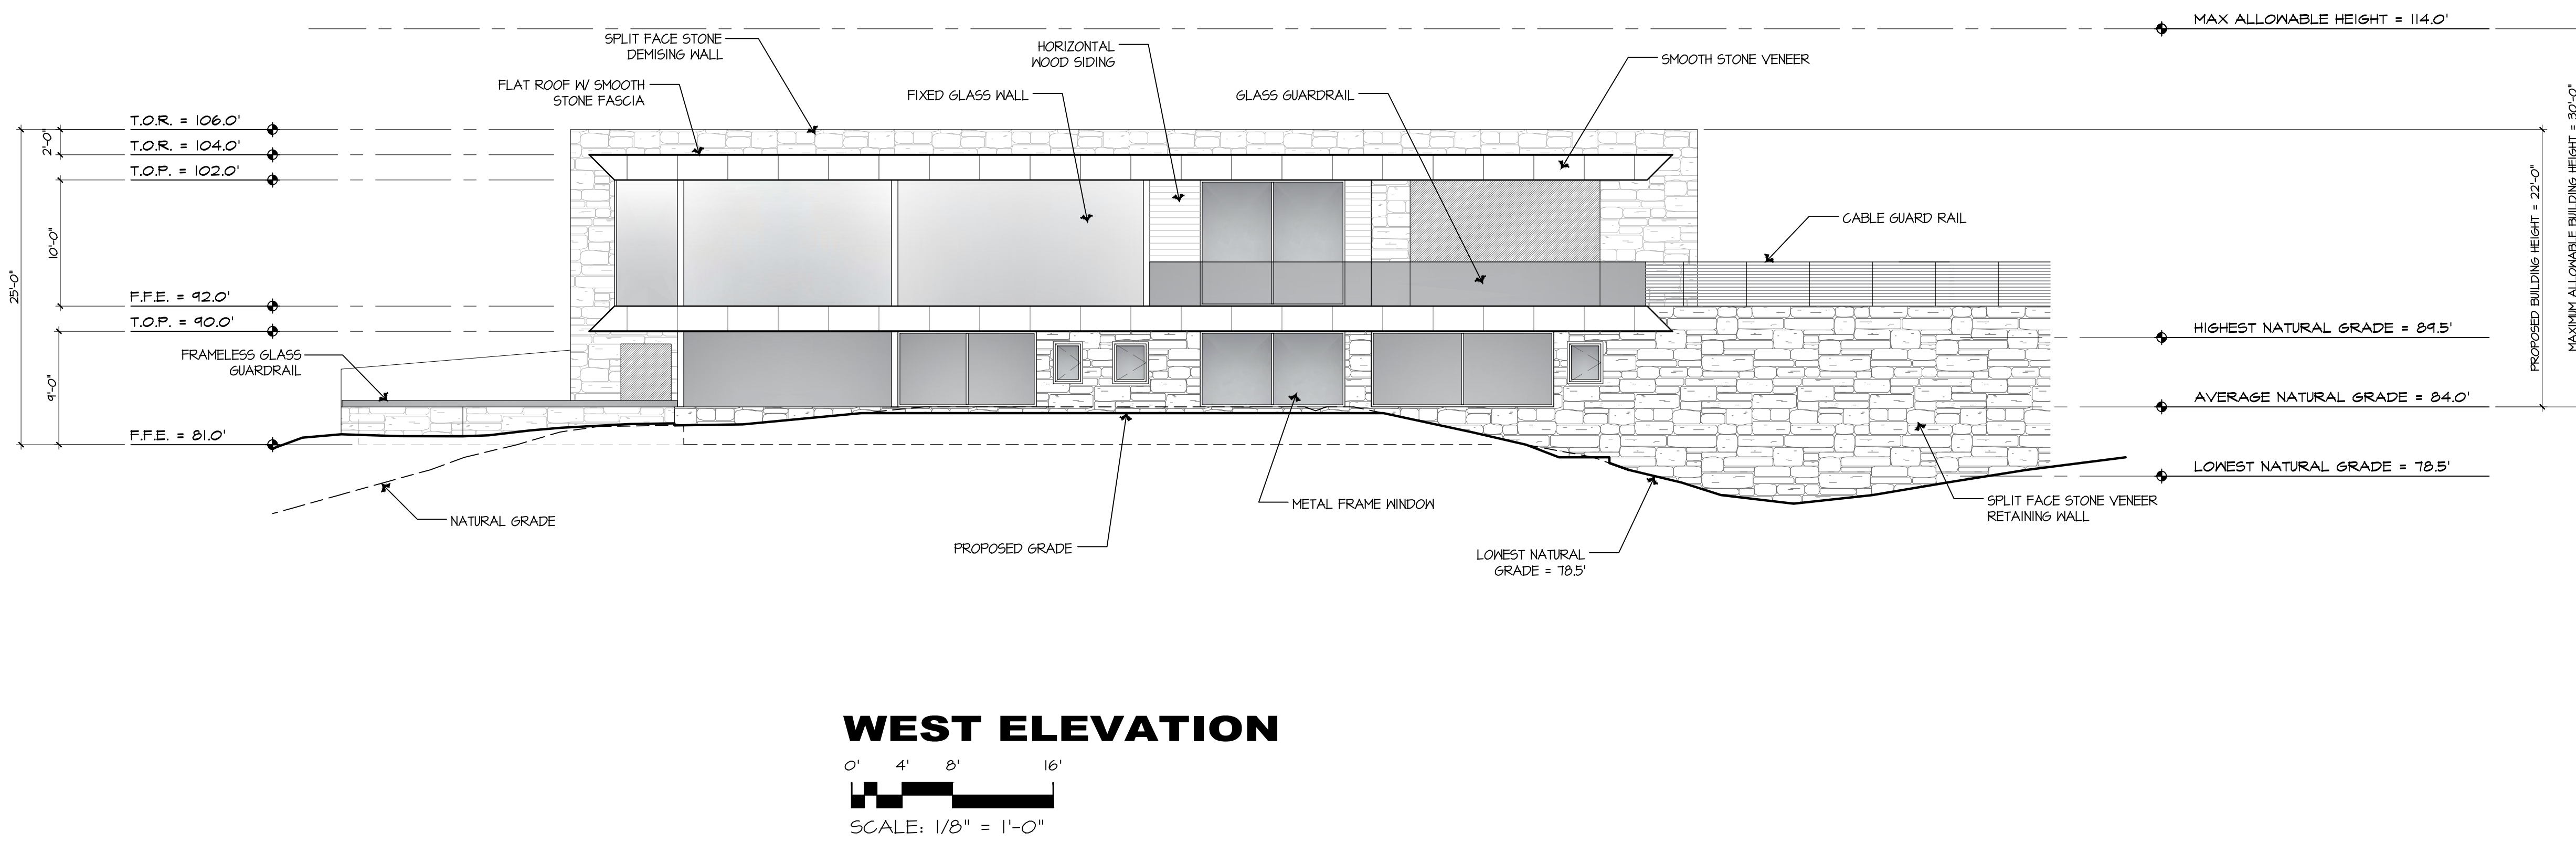 MAX ALLOWABLE HEIGHT = 114.0'
SPLIT FACE STONE
DEMISING WALL
HORIZONTAL
WOOD SIDING
SMOOTH STONE VENEER
FLAT ROOF W/ SMOOTH
STONE FASCIA
FIXED GLASS WALL
GLASS GUARDRAIL
T.O.R. = 106.0'
2'-0"
T.O.R. = 104.0'
T.O.P. = 102.0'
CABLE GUARD RAIL
10'-0"
25'-0"
PROPOSED BUILDING HEIGHT = 22'-0"
MAXIMUM ALLOWABLE BUILDING HEIGHT = 30'-0"
F.F.E. = 92.0'
T.O.P. = 90.0'
HIGHEST NATURAL GRADE = 89.5'
FRAMELESS GLASS
GUARDRAIL
9'-0"
AVERAGE NATURAL GRADE = 84.0'
F.F.E. = 81.0'
LOWEST NATURAL GRADE = 78.5'
METAL FRAME WINDOW
SPLIT FACE STONE VENEER
RETAINING WALL
NATURAL GRADE
PROPOSED GRADE
LOWEST NATURAL
GRADE = 78.5'
WEST ELEVATION
0' 4' 8' 16'
SCALE: 1/8" = 1'-0"